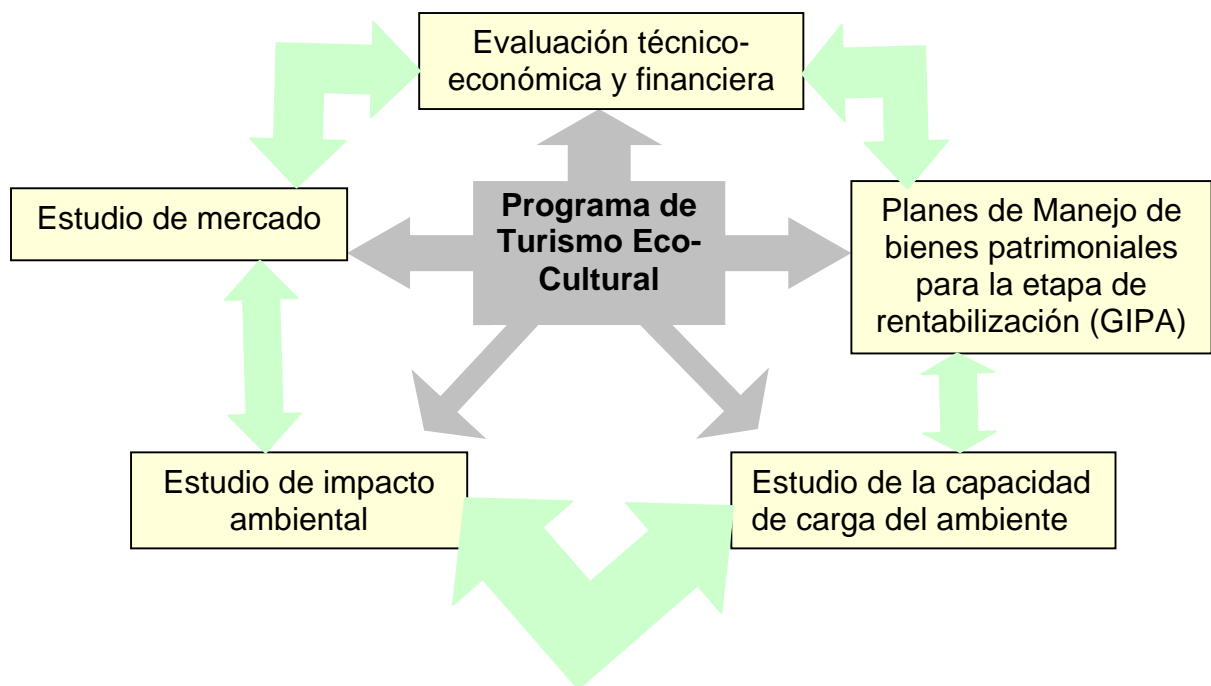 Evaluación técnico-
económica y financiera
Estudio de mercado
Programa de
Turismo Eco-
Cultural
Planes de Manejo de
bienes patrimoniales
para la etapa de
rentabilización (GIPA)
Estudio de impacto
ambiental
Estudio de la capacidad
de carga del ambiente